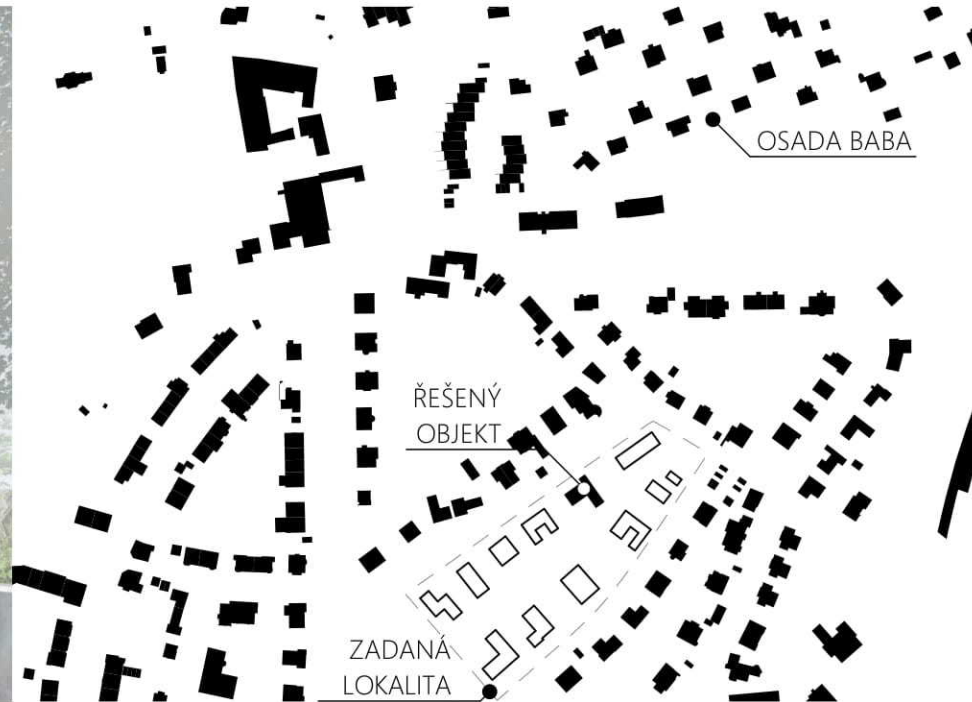 OSADA BABA
ŘEŠENÝ
OBJEKT
ZADANÁ
LOKALITA